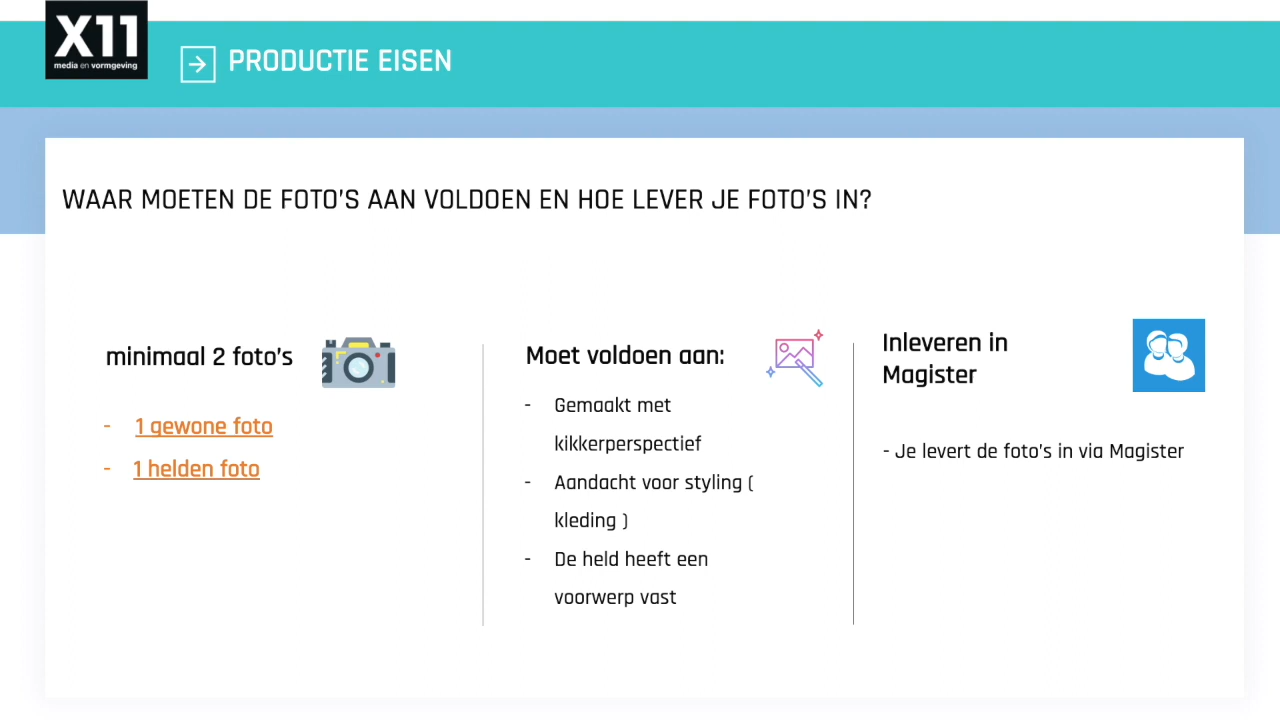 X11
media en vormgeving
PRODUCTIE EISEN
WAAR MOETEN DE FOTO'S AAN VOLDOEN EN HOE LEVER JE FOTO'S IN?
minimaal 2 foto's
- 1 gewone foto
- 1 helden foto
Moet voldoen aan:
- Gemaakt met
kikkerperspectief
- Aandacht voor styling (
kleding )
- De held heeft een
voorwerp vast
Inleveren in
Magister
- Je levert de foto's in via Magister